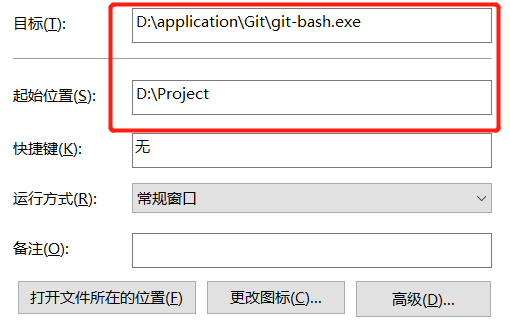 目标(T): D:\application\Git\git-bash.exe
起始位置(S): D:\Project
快捷键(K): 无
运行方式(R): 常规窗口
备注(O):
打开文件所在的位置(F) 更改图标(C)... 高级(D)...